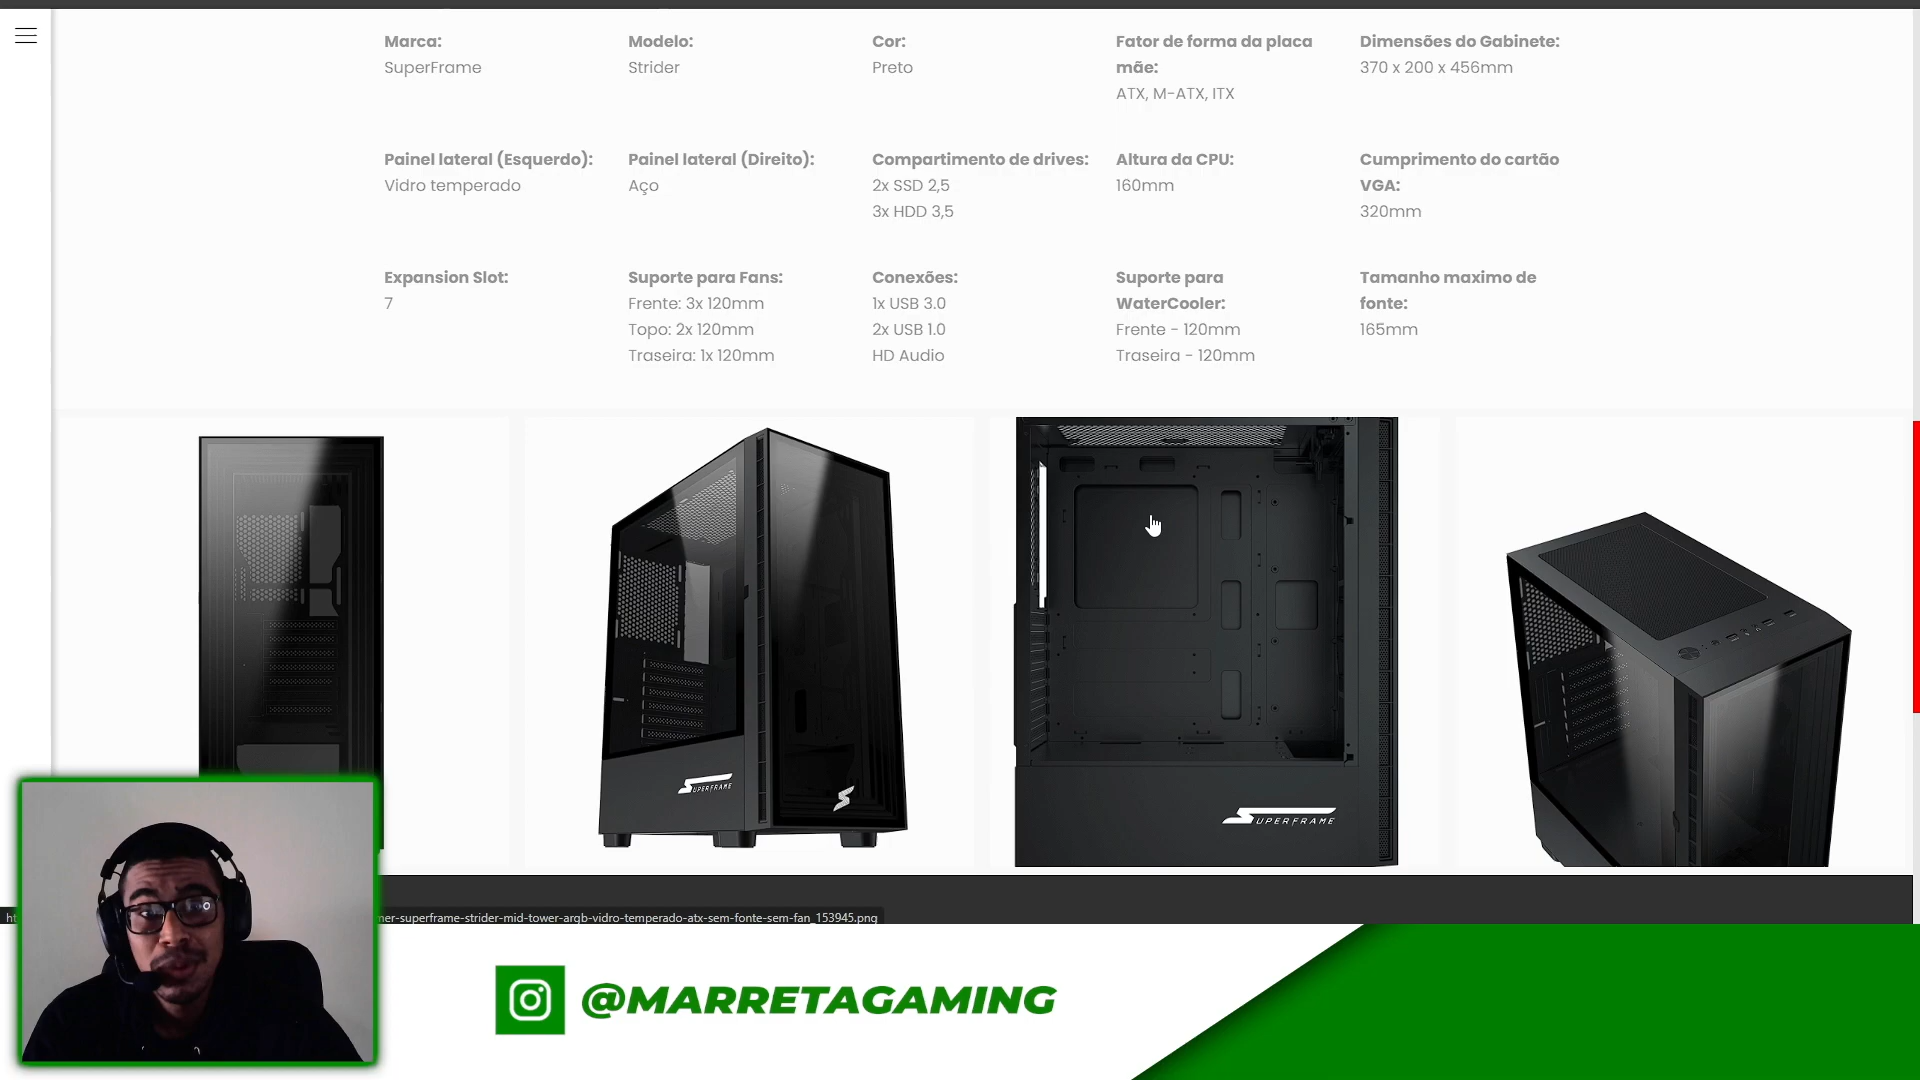 Marca:
SuperFrame
Modelo:
Strider
Cor:
Preto
Fator de forma da placa
mãe:
ATX, M-ATX, ITX
Dimensões do Gabinete:
370 x 200 x 456mm
Painel lateral (Esquerdo):
Vidro temperado
Painel lateral (Direito):
Aço
Compartimento de drives:
2x SSD 2,5
3x HDD 3,5
Altura da CPU:
160mm
Cumprimento do cartão
VGA:
320mm
Expansion Slot:
7
Suporte para Fans:
Frente: 3x 120mm
Topo: 2x 120mm
Traseira: 1x 120mm
Conexões:
1x USB 3.0
2x USB 1.0
HD Audio
Suporte para
WaterCooler:
Frente - 120mm
Traseira - 120mm
Tamanho maximo de
fonte:
165mm
SUPERFRAME
SUPERFRAME
mer-superframe-strider-mid-tower-argb-vidro-temperado-atx-sem-fonte-sem-fan_153945.png
@MARRETAGAMING